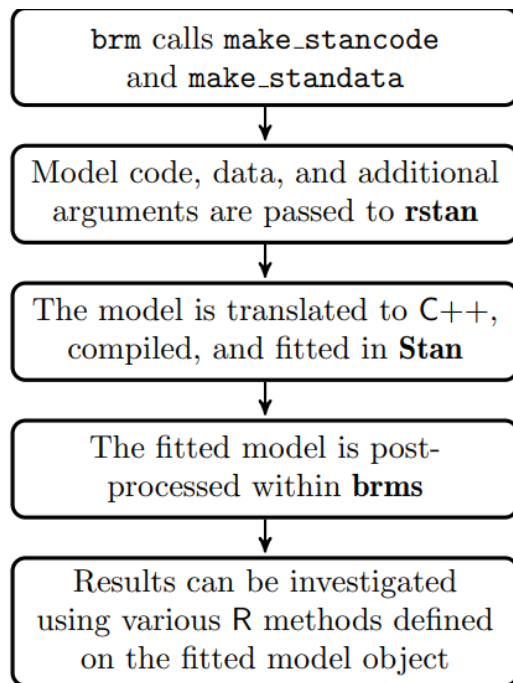 brm calls make_stancode
and make_standata
Model code, data, and additional
arguments are passed to rstan
The model is translated to C++,
compiled, and fitted in Stan
The fitted model is post-
processed within brms
Results can be investigated
using various R methods defined
on the fitted model object